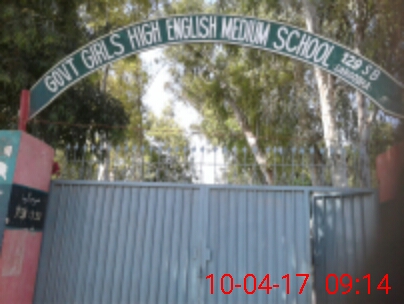 GOVT GIRLS HIGH ENGLISH MEDIUM SCHOOL 129 S B
10-04-17 09:14